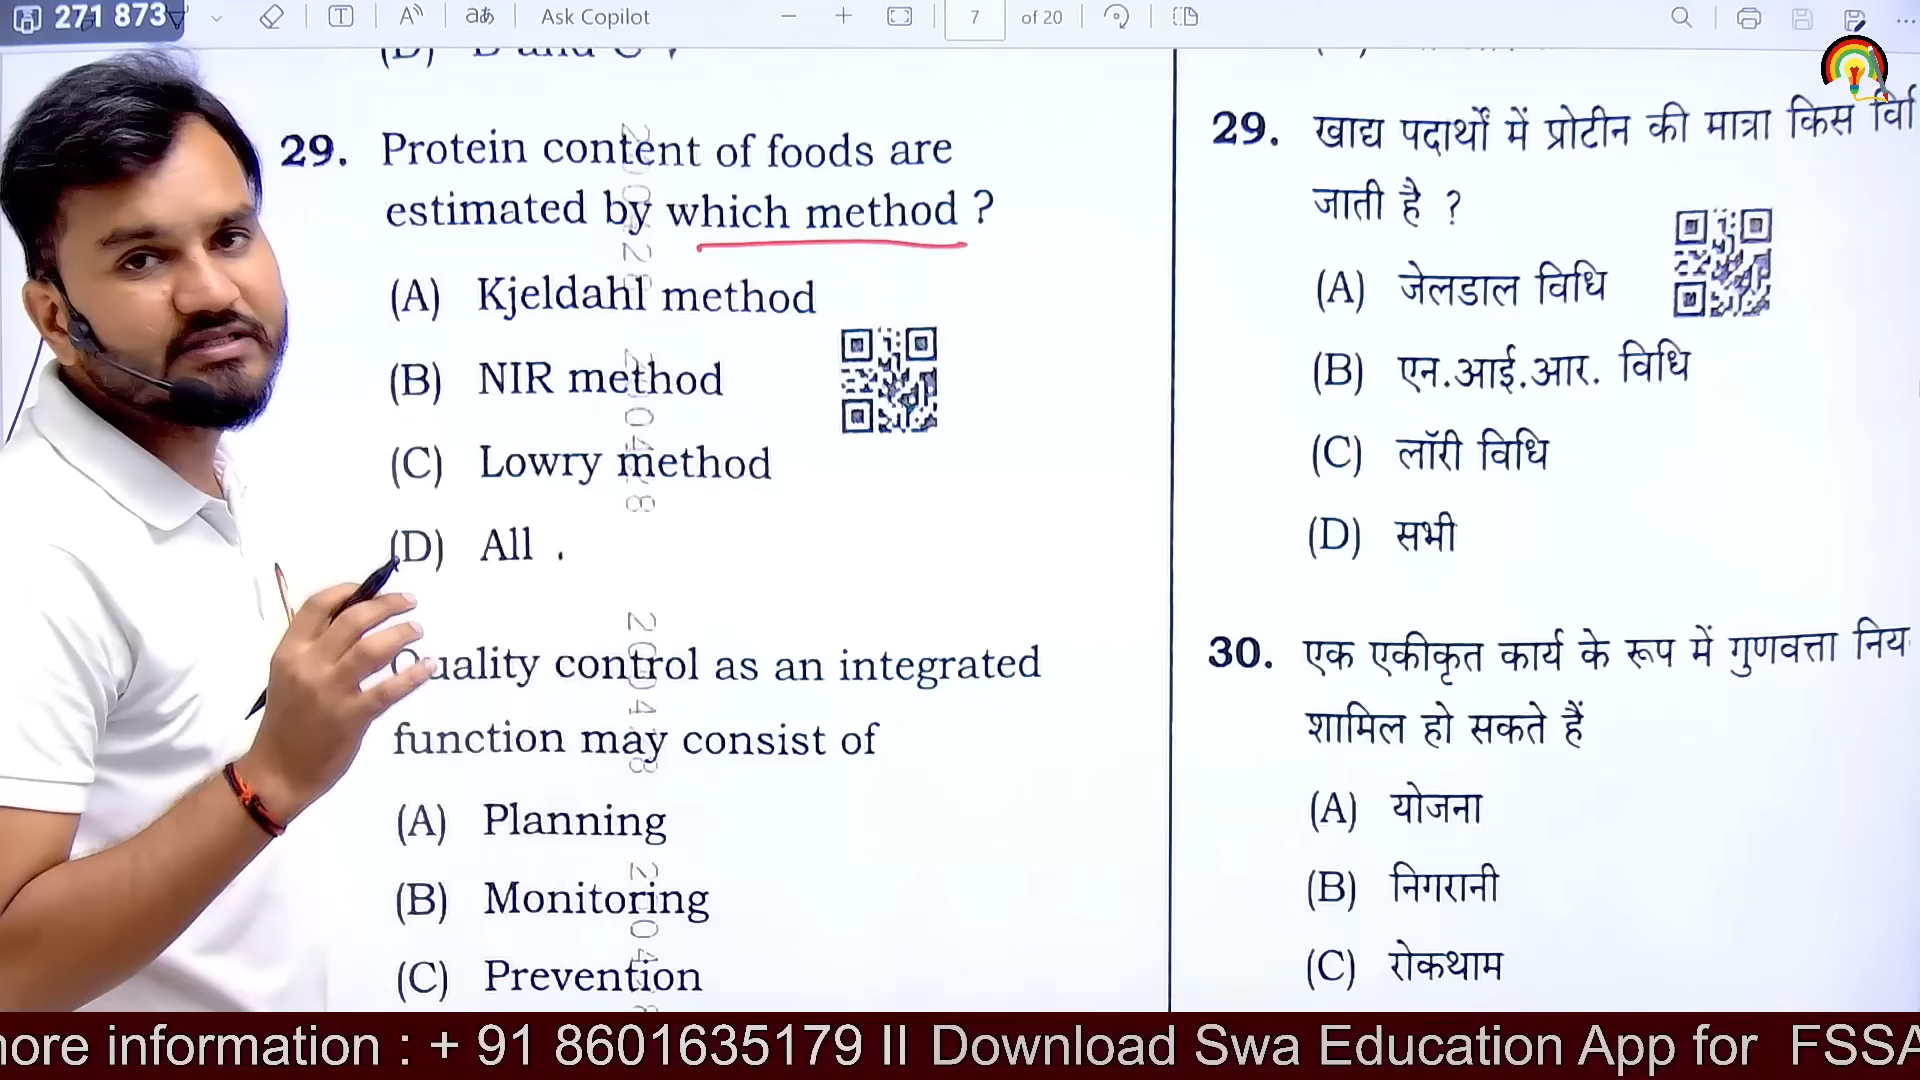 271 873
Ask Copilot
7 of 20
29. Protein content of foods are
estimated by which method ?
(A) Kjeldahl method
(B) NIR method
(C) Lowry method
(D) All .
Quality control as an integrated
function may consist of
(A) Planning
(B) Monitoring
(C) Prevention
29. खाद्य पदार्थों में प्रोटीन की मात्रा किस
जाती है ?
(A) जेलडाल विधि
(B) एन.आई.आर. विधि
(C) लॉरी विधि
(D) सभी
30. एक एकीकृत कार्य के रूप में गुणवत्ता निय
शामिल हो सकते हैं
(A) योजना
(B) निगरानी
(C) रोकथाम
more information : + 91 8601635179 II Download Swa Education App for FSSA